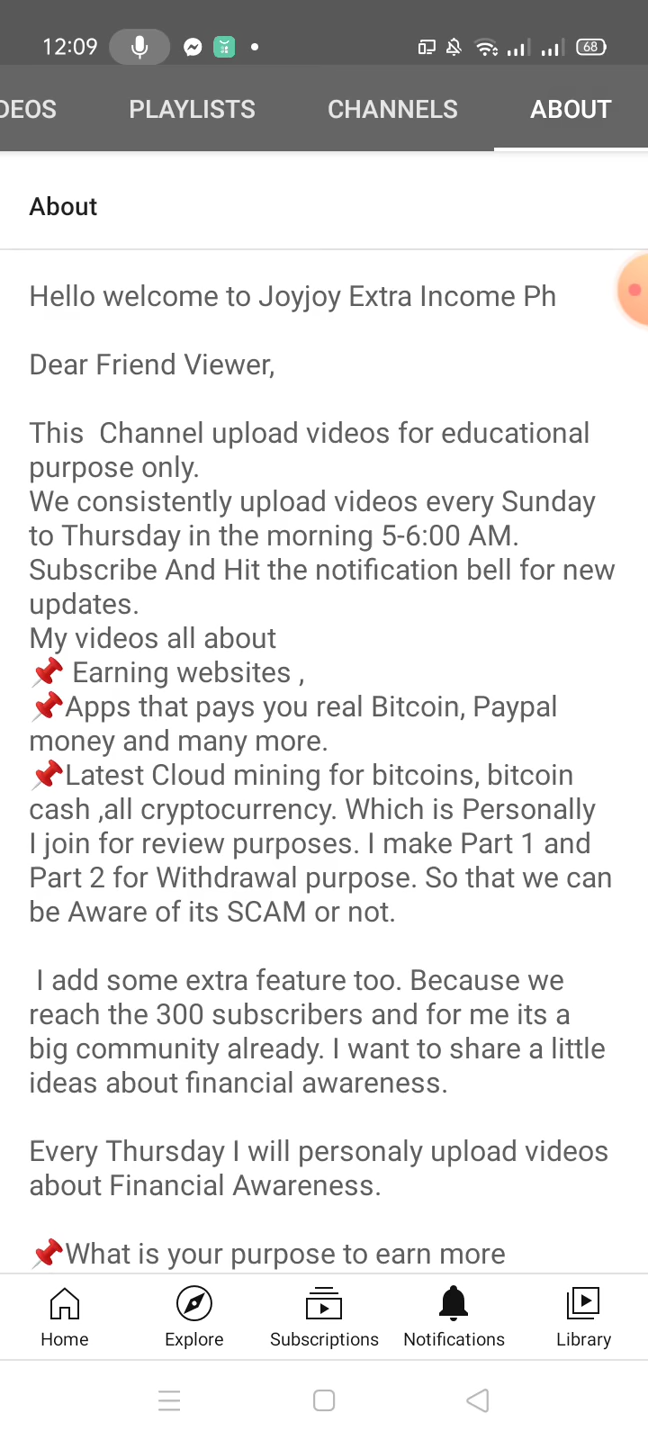 12:09
68
DEOS PLAYLISTS CHANNELS ABOUT
About
Hello welcome to Joyjoy Extra Income Ph
Dear Friend Viewer,
This  Channel upload videos for educational
purpose only.
We consistently upload videos every Sunday
to Thursday in the morning 5-6:00 AM.
Subscribe And Hit the notification bell for new
updates.
My videos all about
📌 Earning websites ,
📌Apps that pays you real Bitcoin, Paypal
money and many more.
📌Latest Cloud mining for bitcoins, bitcoin
cash ,all cryptocurrency. Which is Personally
I join for review purposes. I make Part 1 and
Part 2 for Withdrawal purpose. So that we can
be Aware of its SCAM or not.
I add some extra feature too. Because we
reach the 300 subscribers and for me its a
big community already. I want to share a little
ideas about financial awareness.
Every Thursday I will personaly upload videos
about Financial Awareness.
📌What is your purpose to earn more
Home Explore Subscriptions Notifications Library